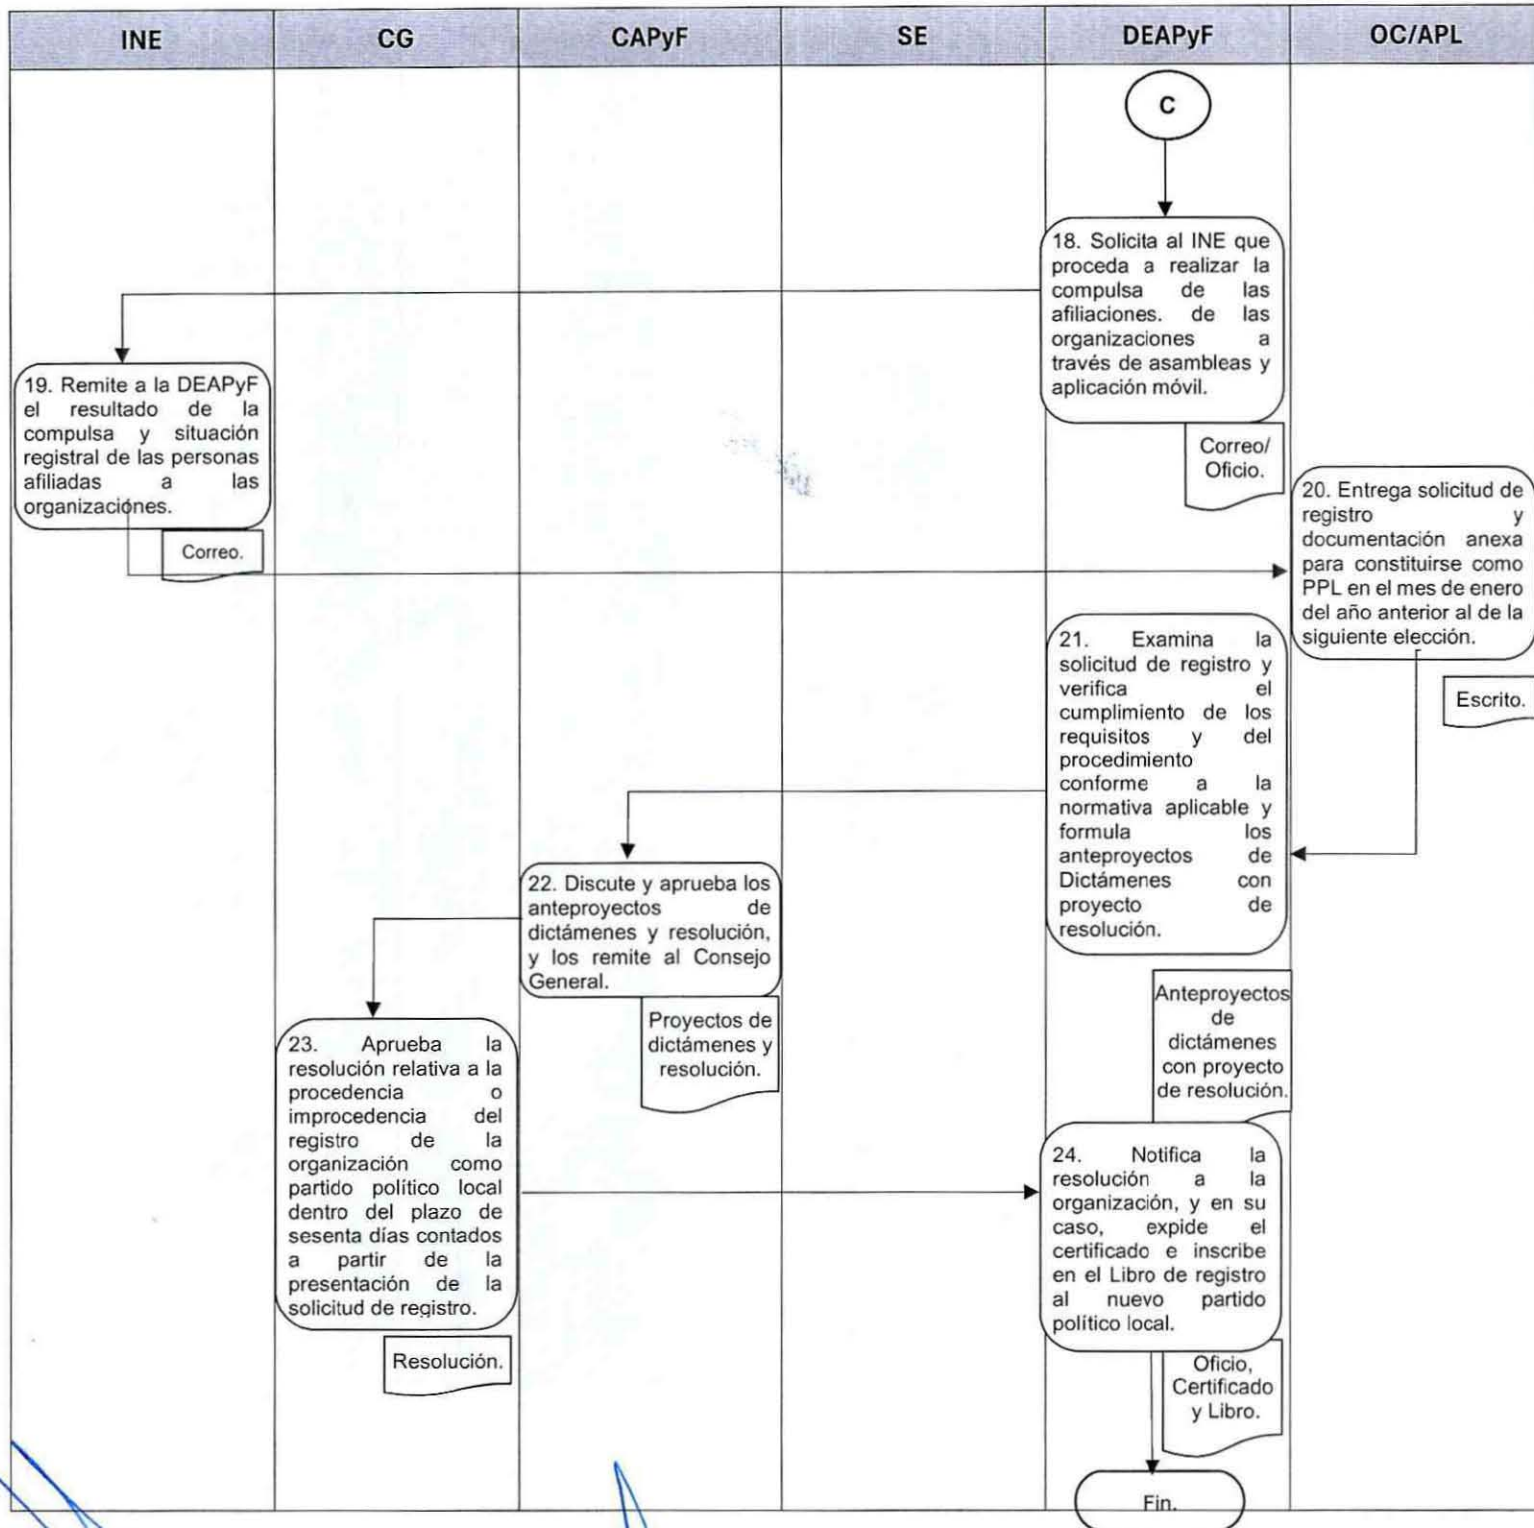 INE CG CAPyF SE DEAPyF OC/APL
C
18. Solicita al INE que
proceda a realizar la
compulsa de las
afiliaciones. de las
organizaciones a
través de asambleas y
aplicación móvil.
Correo/
Oficio.
19. Remite a la DEAPyF
el resultado de la
compulsa y situación
registral de las personas
afiliadas a las
organizaciones.
Correo.
20. Entrega solicitud de
registro y
documentación anexa
para constituirse como
PPL en el mes de enero
del año anterior al de la
siguiente elección.
Escrito.
21. Examina la
solicitud de registro y
verifica el
cumplimiento de los
requisitos y del
procedimiento
conforme a la
normativa aplicable y
formula los
anteproyectos de
Dictámenes con
proyecto de
resolución.
Anteproyectos
de
dictámenes
con proyecto
de resolución.
22. Discute y aprueba los
anteproyectos de
dictámenes y resolución,
y los remite al Consejo
General.
Proyectos de
dictámenes y
resolución.
23. Aprueba la
resolución relativa a la
procedencia o
improcedencia del
registro de la
organización como
partido político local
dentro del plazo de
sesenta días contados
a partir de la
presentación de la
solicitud de registro.
Resolución.
24. Notifica la
resolución a la
organización, y en su
caso, expide el
certificado e inscribe
en el Libro de registro
al nuevo partido
político local.
Oficio,
Certificado
y Libro.
Fin.